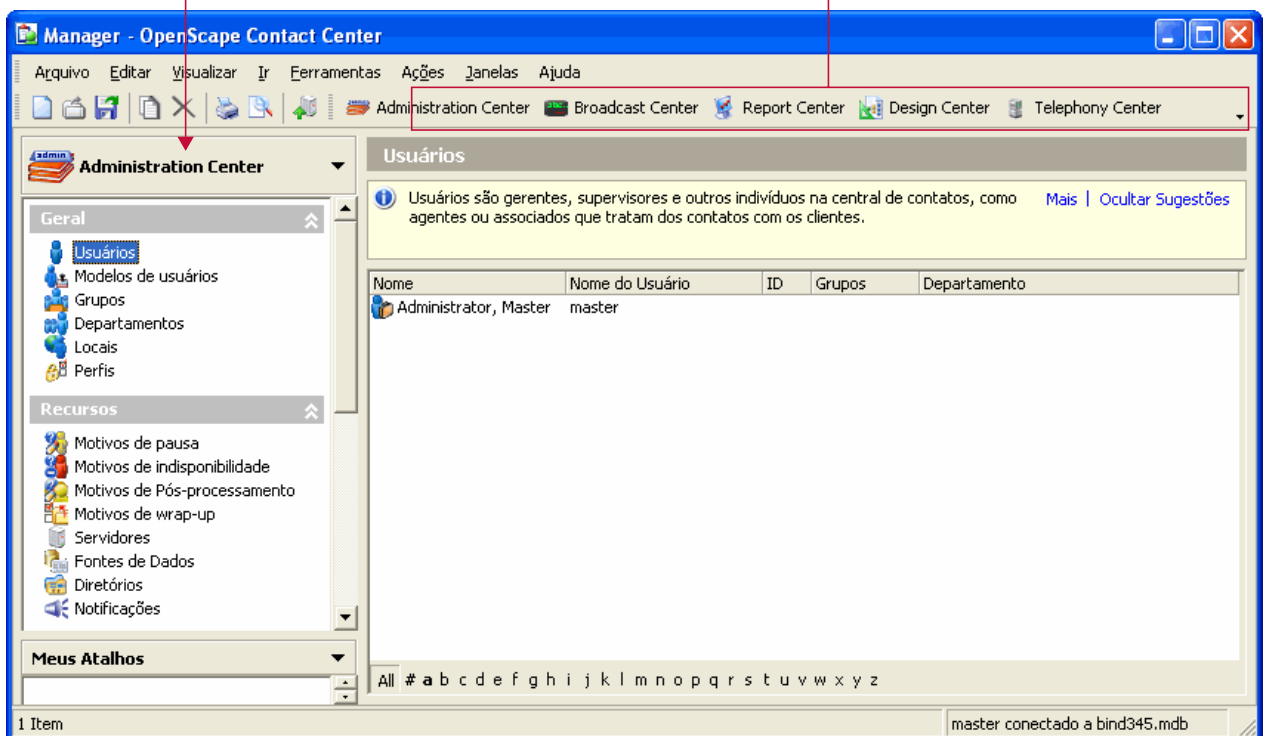 Manager - OpenScape Contact Center
Arquivo Editar Visualizar Ir Ferramentas Ações Janelas Ajuda
Administration Center Broadcast Center Report Center Design Center Telephony Center
admin
Administration Center
Geral
Usuários
Modelos de usuários
Grupos
Departamentos
Locais
Perfis
Recursos
Motivos de pausa
Motivos de indisponibilidade
Motivos de Pós-processamento
Motivos de wrap-up
Servidores
Fontes de Dados
Diretórios
Notificações
Meus Atalhos
Usuários
Usuários são gerentes, supervisores e outros indivíduos na central de contatos, como
agentes ou associados que tratam dos contatos com os clientes.
Mais | Ocultar Sugestões
Nome Nome do Usuário ID Grupos Departamento
Administrator, Master master
All # a b c d e f g h i j k l m n o p q r s t u v w x y z
1 Item
master conectado a bind345.mdb